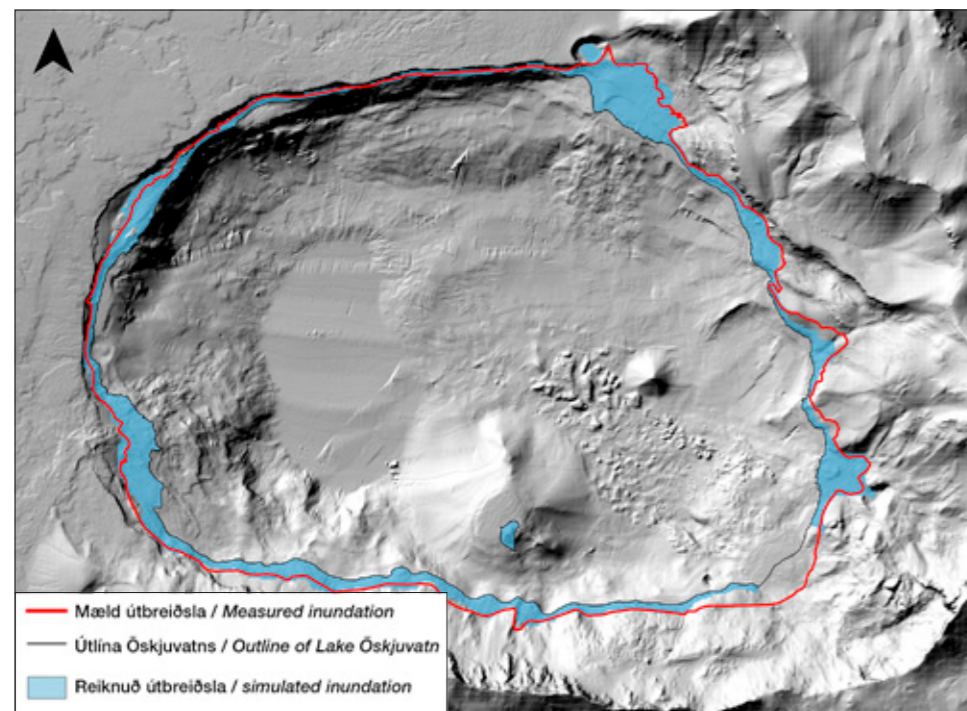 Mæld útbreiðsla / Measured inundation
Útlína Öskjuvatns / Outline of Lake Öskjuvatn
Reiknuð útbreiðsla / simulated inundation